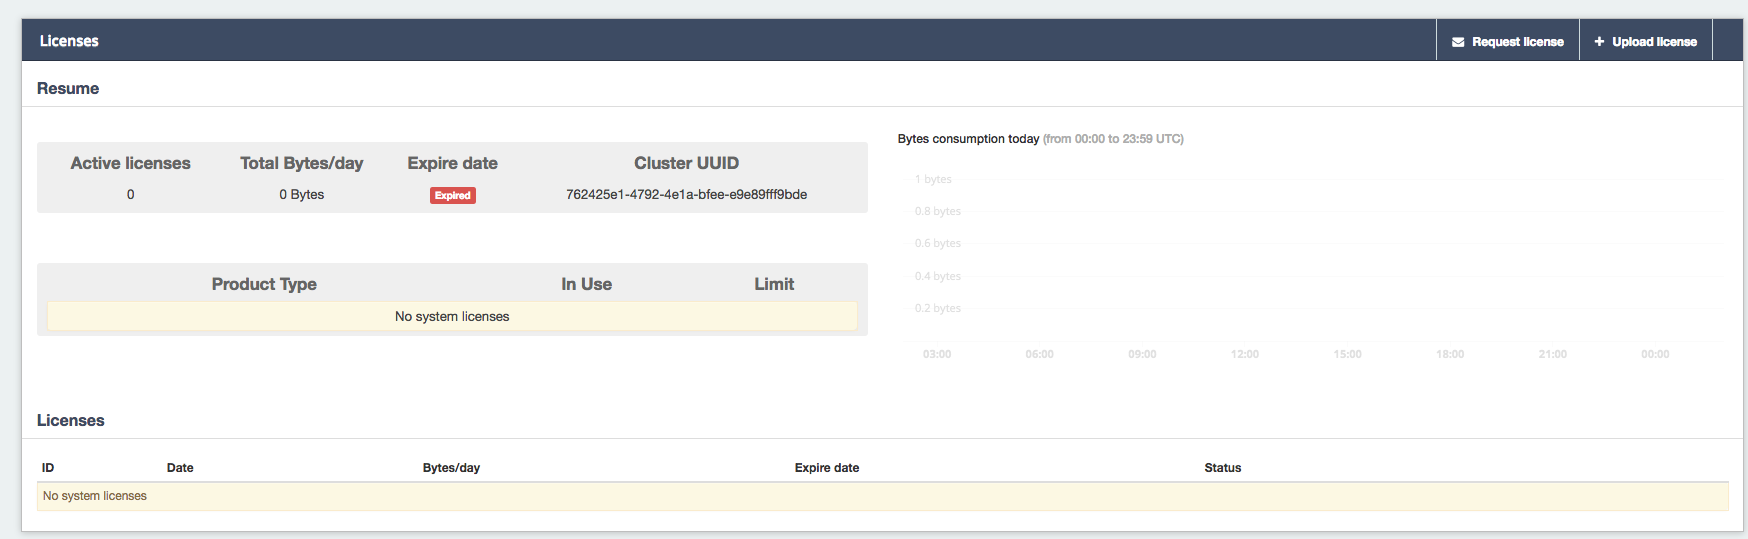 Licenses
Request license
Upload license
Resume
Active licenses Total Bytes/day Expire date Cluster UUID
0 0 Bytes Expired 762425e1-4792-4e1a-bfee-e9e89fff9bde
Product Type In Use Limit
No system licenses
Bytes consumption today (from 00:00 to 23:59 UTC)
1 bytes
0.8 bytes
0.6 bytes
0.4 bytes
0.2 bytes
03:00 06:00 09:00 12:00 15:00 18:00 21:00 00:00
Licenses
ID Date Bytes/day Expire date Status
No system licenses